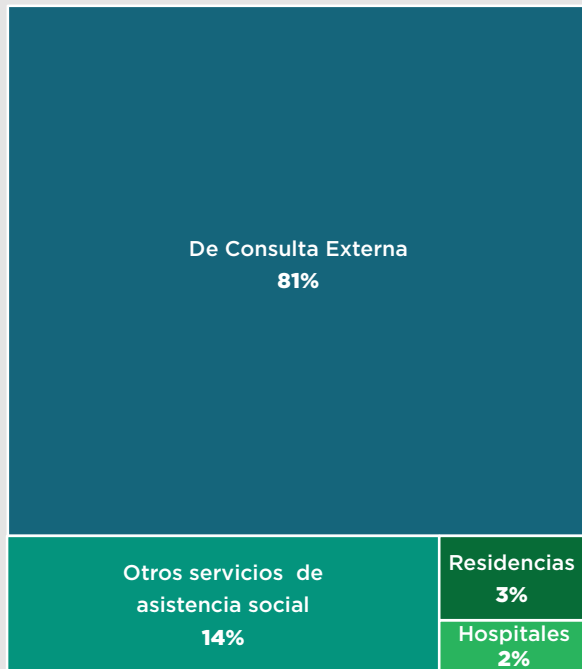 De Consulta Externa
81%
Otros servicios de
asistencia social
14%
Residencias
3%
Hospitales
2%